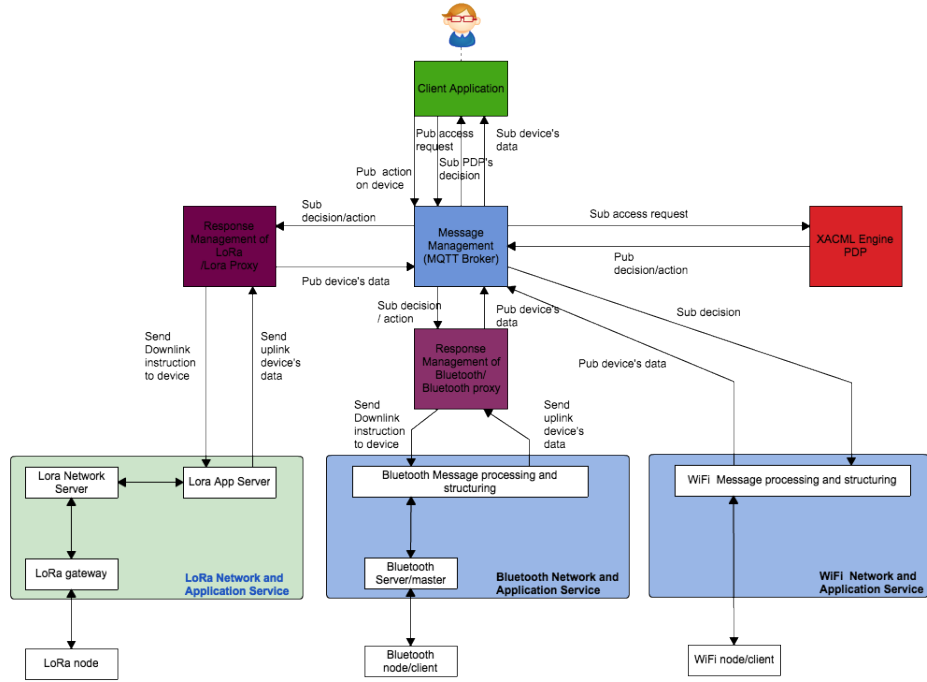 Client Application
Pub access
request
Sub device's
data
Sub PDP's
decision
Pub action
on device
Sub
decision/action
Response
Management of
LoRa
/Lora Proxy
Message
Management
(MQTT Broker)
Sub access request
XACML Engine
PDP
Pub
decision/action
Pub device's data
Sub decision
/ action
Pub device's
data
Sub decision
Send
Downlink
instruction
to device
Send
uplink
device's
data
Response
Management of
Bluetooth/
Bluetooth proxy
Pub device's data
Send
Downlink
instruction
to device
Send
uplink
device's
data
Lora Network
Server
Lora App Server
Bluetooth Message processing and
structuring
WiFi Message processing and structuring
LoRa gateway
LoRa Network and
Application Service
Bluetooth
Server/master
Bluetooth Network and
Application Service
WiFi Network and
Application Service
LoRa node
Bluetooth
node/client
WiFi node/client